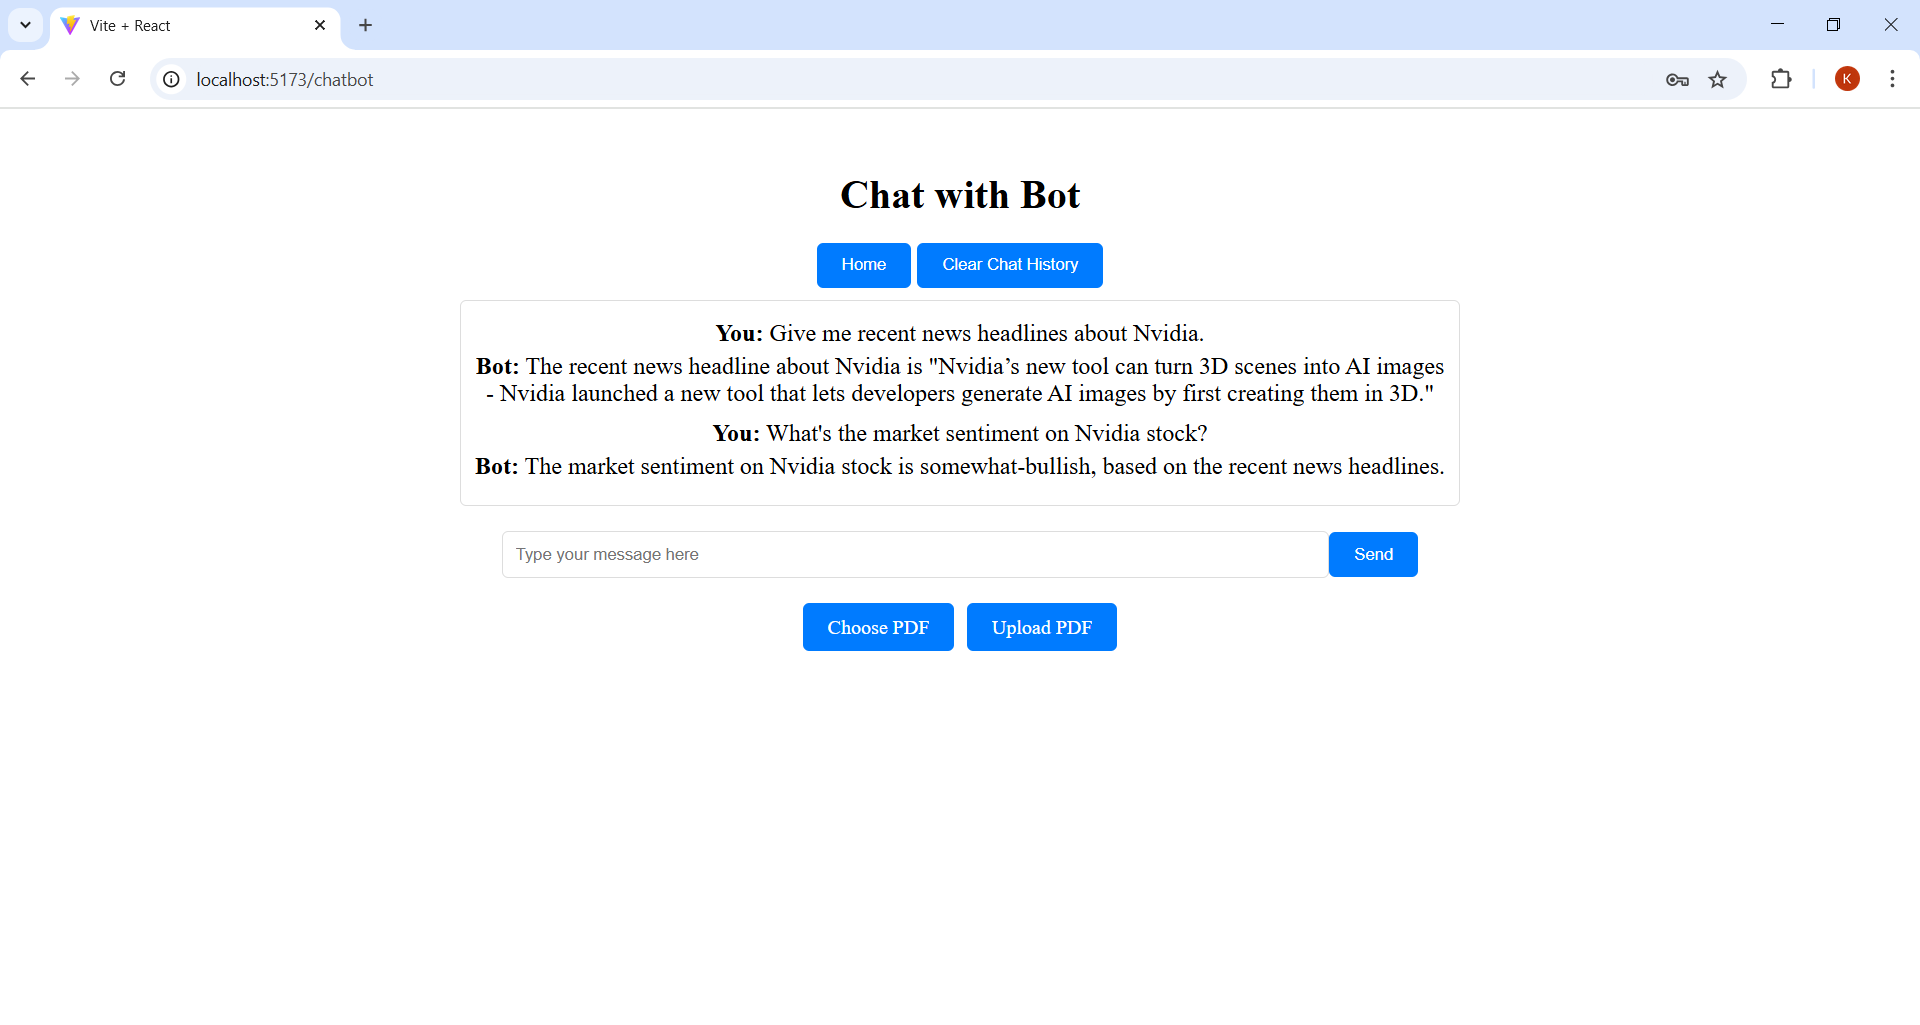 Vite + React
localhost:5173/chatbot
K
Chat with Bot
Home
Clear Chat History
You: Give me recent news headlines about Nvidia.
Bot: The recent news headline about Nvidia is "Nvidia’s new tool can turn 3D scenes into AI images
- Nvidia launched a new tool that lets developers generate AI images by first creating them in 3D."
You: What's the market sentiment on Nvidia stock?
Bot: The market sentiment on Nvidia stock is somewhat-bullish, based on the recent news headlines.
Type your message here
Send
Choose PDF
Upload PDF